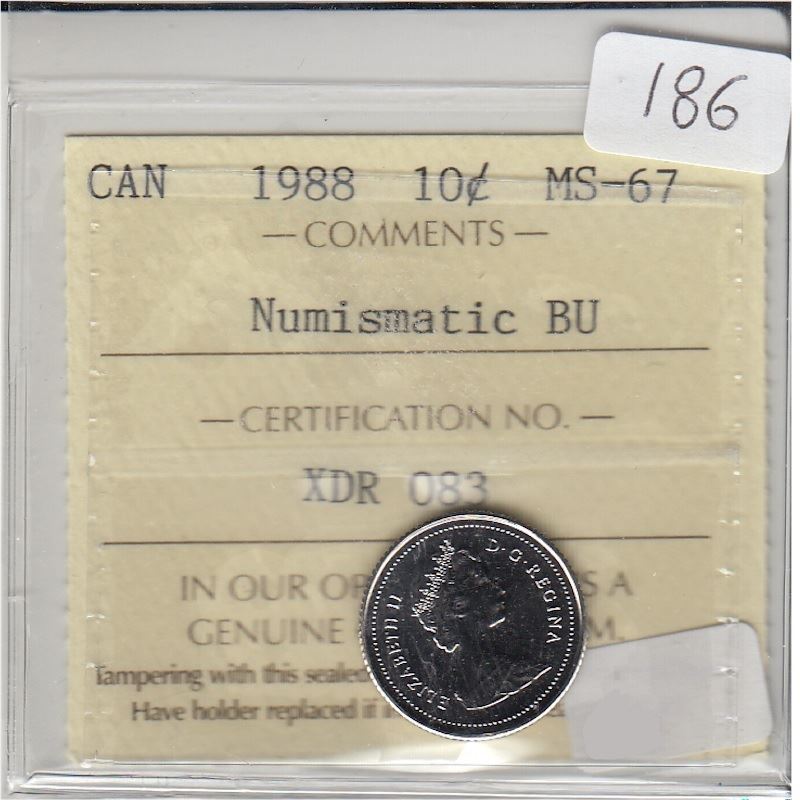 186
CAN 1988 10¢ MS-67
— COMMENTS —
Numismatic BU
— CERTIFICATION NO. —
XDR 083
IN OUR OP S A
GENUINE M.
Tampering with this sealed
Have holder replaced if i
ELIZABETH II D·G·REGINA